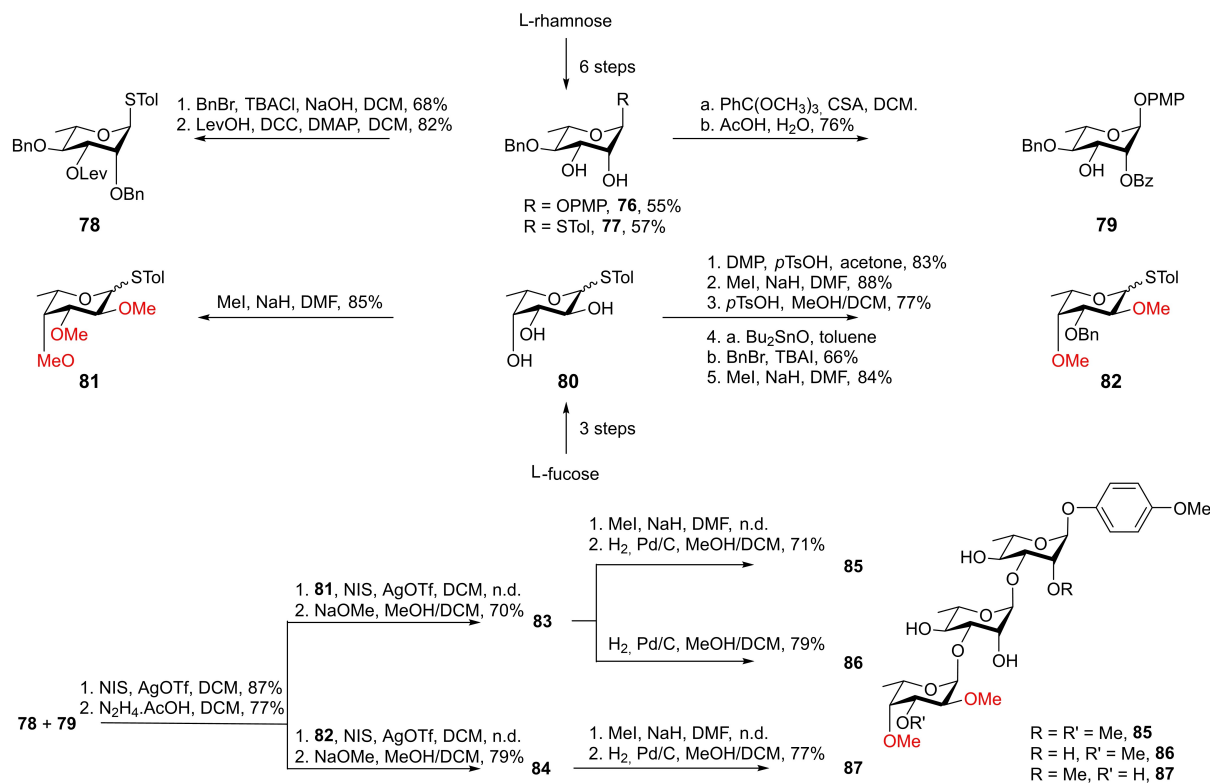 L-rhamnose
6 steps
1. BnBr, TBACl, NaOH, DCM, 68%
2. LevOH, DCC, DMAP, DCM, 82%
a. PhC(OCH₃)₃, CSA, DCM.
b. AcOH, H₂O, 76%
STol
O
BnO
OLev
OBn
78
R
O
BnO
OH
OH
R = OPMP, 76, 55%
R = STol, 77, 57%
OPMP
O
BnO
HO
OBz
79
STol
O
OMe
OMe
MeO
81
MeI, NaH, DMF, 85%
STol
O
OH
OH
OH
80
1. DMP, pTsOH, acetone, 83%
2. MeI, NaH, DMF, 88%
3. pTsOH, MeOH/DCM, 77%
4. a. Bu₂SnO, toluene
b. BnBr, TBAI, 66%
5. MeI, NaH, DMF, 84%
STol
O
OMe
OBn
OMe
82
3 steps
L-fucose
78 + 79
1. NIS, AgOTf, DCM, 87%
2. N₂H₄.AcOH, DCM, 77%
1. 81, NIS, AgOTf, DCM, n.d.
2. NaOMe, MeOH/DCM, 70%
83
1. MeI, NaH, DMF, n.d.
2. H₂, Pd/C, MeOH/DCM, 71%
85
H₂, Pd/C, MeOH/DCM, 79%
86
1. 82, NIS, AgOTf, DCM, n.d.
2. NaOMe, MeOH/DCM, 79%
84
1. MeI, NaH, DMF, n.d.
2. H₂, Pd/C, MeOH/DCM, 77%
87
OMe
O
O
HO
O
OR
O
O
HO
O
OH
O
O
OMe
OR'
OMe
R = R' = Me, 85
R = H, R' = Me, 86
R = Me, R' = H, 87